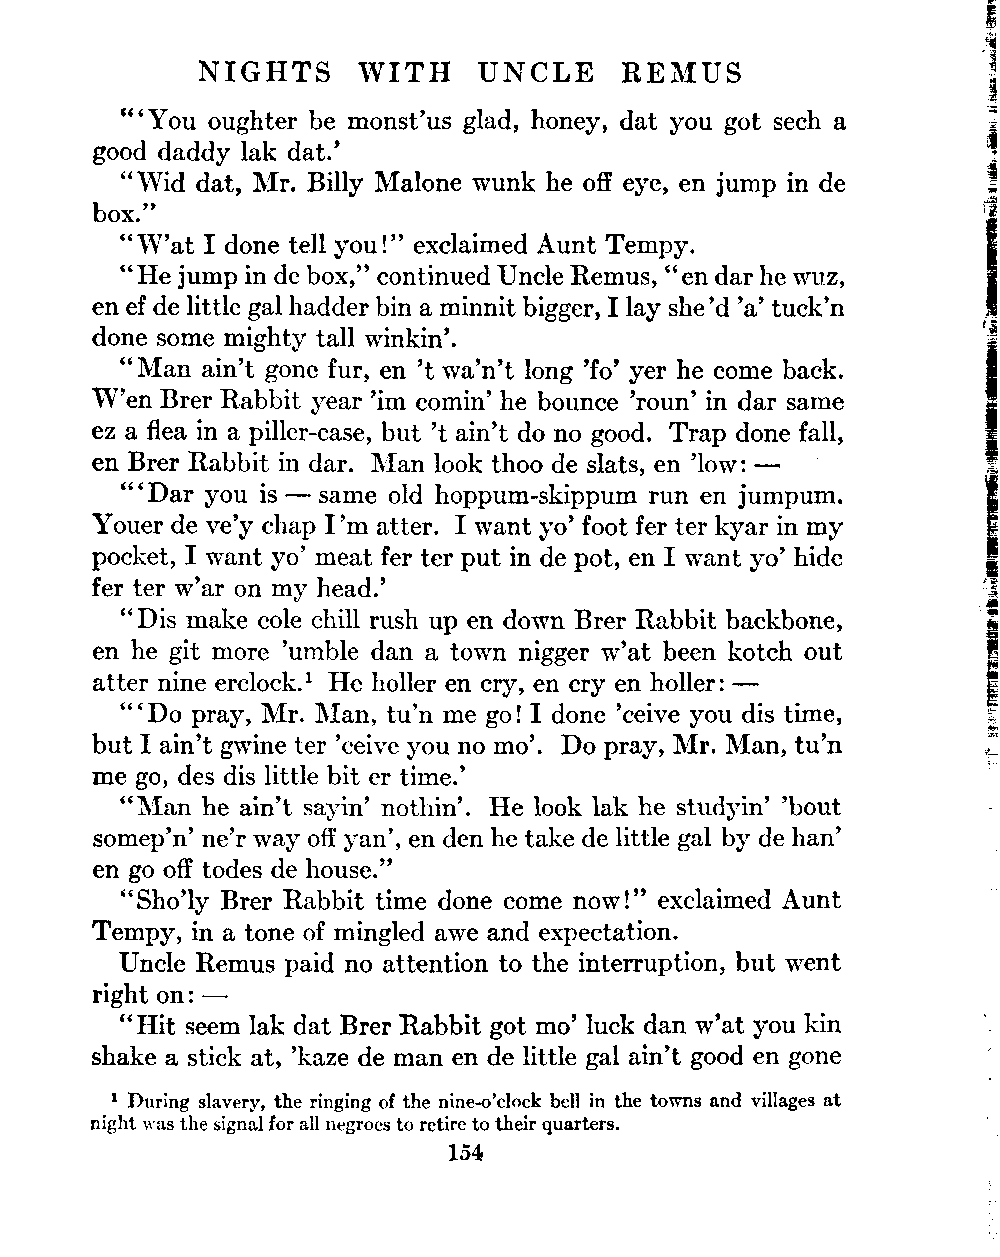 NIGHTS WITH UNCLE REMUS
“‘You oughter be monst’us glad, honey, dat you got sech a
good daddy lak dat.’
“Wid dat, Mr. Billy Malone wunk he off eye, en jump in de
box.”
“W’at I done tell you!” exclaimed Aunt Tempy.
“He jump in de box,” continued Uncle Remus, “en dar he wuz,
en ef de little gal hadder bin a minnit bigger, I lay she’d ’a’ tuck’n
done some mighty tall winkin’.
“Man ain’t gone fur, en ’t wa’n’t long ’fo’ yer he come back.
W’en Brer Rabbit year ’im comin’ he bounce ’roun’ in dar same
ez a flea in a piller-case, but ’t ain’t do no good. Trap done fall,
en Brer Rabbit in dar. Man look thoo de slats, en ’low: —
“‘Dar you is — same old hoppum-skippum run en jumpum.
Youer de ve’y chap I’m atter. I want yo’ foot fer ter kyar in my
pocket, I want yo’ meat fer ter put in de pot, en I want yo’ hide
fer ter w’ar on my head.’
“Dis make cole chill rush up en down Brer Rabbit backbone,
en he git more ’umble dan a town nigger w’at been kotch out
atter nine erclock.¹ He holler en cry, en cry en holler: —
“‘Do pray, Mr. Man, tu’n me go! I done ’ceive you dis time,
but I ain’t gwine ter ’ceive you no mo’. Do pray, Mr. Man, tu’n
me go, des dis little bit er time.’
“Man he ain’t sayin’ nothin’. He look lak he studyin’ ’bout
somep’n’ ne’r way off yan’, en den he take de little gal by de han’
en go off todes de house.”
“Sho’ly Brer Rabbit time done come now!” exclaimed Aunt
Tempy, in a tone of mingled awe and expectation.
Uncle Remus paid no attention to the interruption, but went
right on: —
“Hit seem lak dat Brer Rabbit got mo’ luck dan w’at you kin
shake a stick at, ’kaze de man en de little gal ain’t good en gone
¹ During slavery, the ringing of the nine-o’clock bell in the towns and villages at
night was the signal for all negroes to retire to their quarters.
154